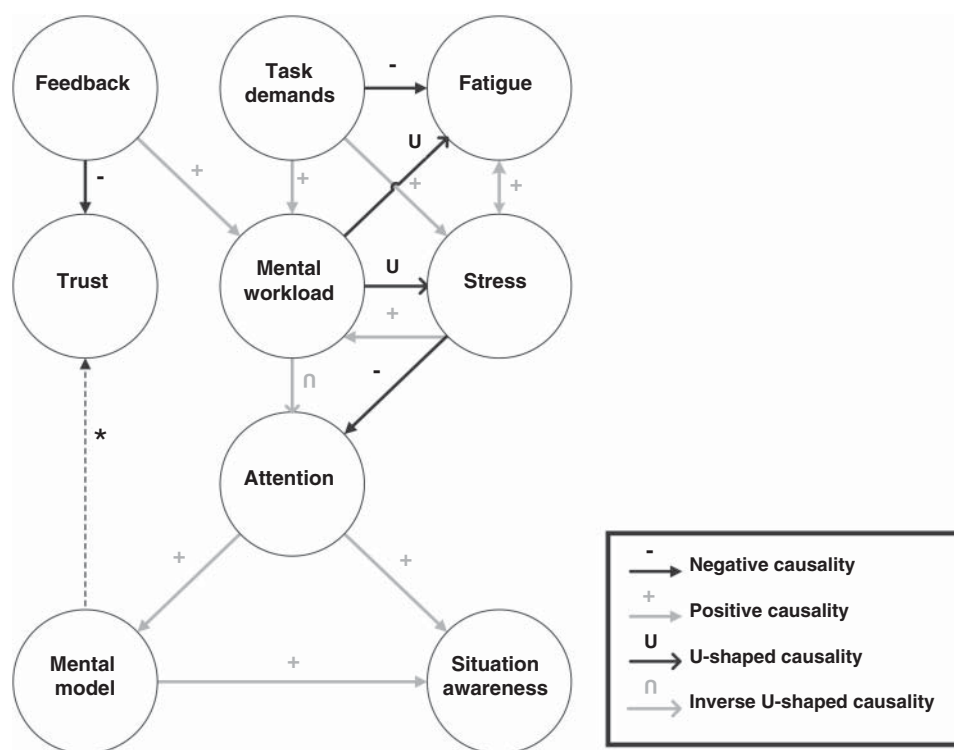 Feedback
Task
demands
-
Fatigue
U
-
+
+
+
+
Trust
Mental
workload
U
Stress
+
-
∩
*
Attention
+
+
Mental
model
+
Situation
awareness
-
Negative causality
+
Positive causality
U
U-shaped causality
∩
Inverse U-shaped causality